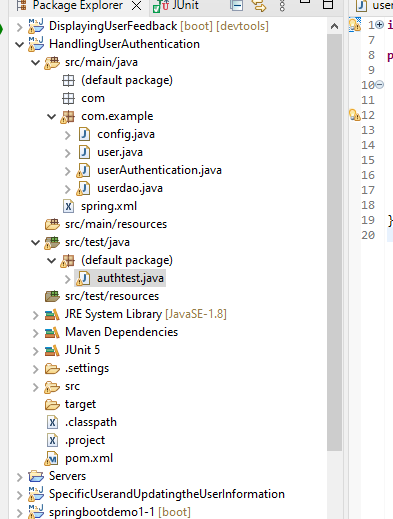 Package Explorer JUnit user
DisplayingUserFeedback [boot] [devtools]
HandlingUserAuthentication
src/main/java
(default package)
com
com.example
config.java
user.java
userAuthentication.java
userdao.java
spring.xml
src/main/resources
src/test/java
(default package)
authtest.java
src/test/resources
JRE System Library [JavaSE-1.8]
Maven Dependencies
JUnit 5
.settings
src
target
.classpath
.project
pom.xml
Servers
SpecificUserandUpdatingtheUserInformation
springbootdemo1-1 [boot]
1 i
7
8 p
9
10
11
12
13
14
15
16
17
18
19 }
20